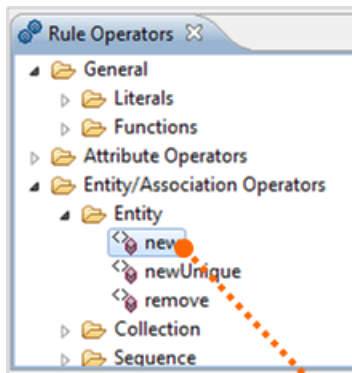 Rule Operators
General
Literals
Functions
Attribute Operators
Entity/Association Operators
Entity
new
newUnique
remove
Collection
Sequence